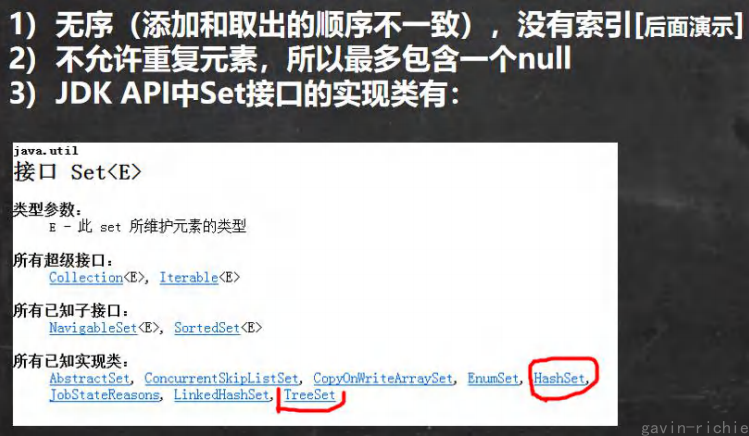 1）无序（添加和取出的顺序不一致），没有索引[后面演示]
2）不允许重复元素，所以最多包含一个null
3）JDK API中Set接口的实现类有：
java.util
接口 Set<E>
类型参数：
E - 此 set 所维护元素的类型
所有超级接口：
Collection<E>, Iterable<E>
所有已知子接口：
NavigableSet<E>, SortedSet<E>
所有已知实现类：
AbstractSet, ConcurrentSkipListSet, CopyOnWriteArraySet, EnumSet, HashSet,
JobStateReasons, LinkedHashSet, TreeSet
gavin-richie